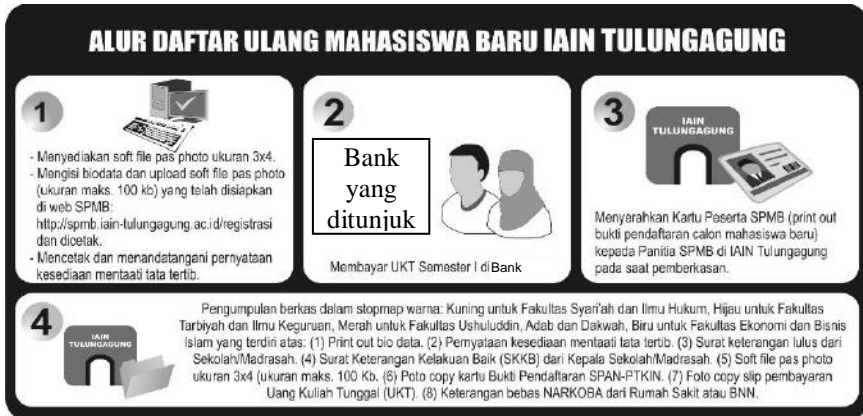 ALUR DAFTAR ULANG MAHASISWA BARU IAIN TULUNGAGUNG
1
- Menyediakan soft file pas photo ukuran 3x4.
- Mengisi biodata dan upload soft file pas photo
(ukuran maks. 100 kb) yang telah disiapkan
di web SPMB:
http://spmb.iain-tulungagung.ac.id/registrasi
dan dicetak.
- Mencetak dan menandatangani pernyataan
kesediaan mentaati tata tertib.
2
Bank
yang
ditunjuk
Membayar UKT Semester I di Bank
3
IAIN
TULUNGAGUNG
Menyerahkan Kartu Peserta SPMB (print out
bukti pendaftaran calon mahasiswa baru)
kepada Panitia SPMB di IAIN Tulungagung
pada saat pemberkasan.
4
IAIN
TULUNGAGUNG
Pengumpulan berkas dalam stopmap warna: Kuning untuk Fakultas Syari'ah dan Ilmu Hukum, Hijau untuk Fakultas
Tarbiyah dan Ilmu Keguruan, Merah untuk Fakultas Ushuluddin, Adab dan Dakwah, Biru untuk Fakultas Ekonomi dan Bisnis
Islam yang terdiri atas: (1) Print out bio data. (2) Pernyataan kesediaan mentaati tata tertib. (3) Surat keterangan lulus dari
Sekolah/Madrasah. (4) Surat Keterangan Kelakuan Baik (SKKB) dari Kepala Sekolah/Madrasah. (5) Soft file pas photo
ukuran 3x4 (ukuran maks. 100 Kb. (6) Poto copy kartu Bukti Pendaftaran SPAN-PTKIN. (7) Foto copy slip pembayaran
Uang Kuliah Tunggal (UKT). (8) Keterangan bebas NARKOBA dari Rumah Sakit atau BNN.